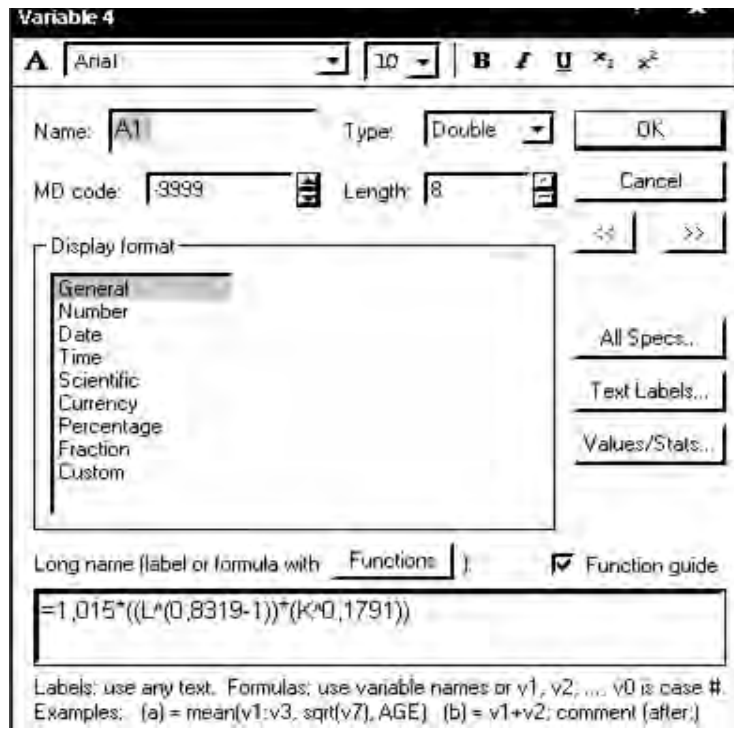 Variable 4
A Arial 10 B I U x₂ x²
Name: A1 Type: Double OK
MD code: -9999 Length: 8 Cancel
<< >>
Display format
General
Number
Date
Time
Scientific
Currency
Percentage
Fraction
Custom
All Specs...
Text Labels...
Values/Stats...
Long name (label or formula with Functions ): Function guide
=1,015*((L^(0,8319-1))*(K^0,1791))
Labels: use any text. Formulas: use variable names or v1, v2, ..., v0 is case #.
Examples: (a) = mean(v1:v3, sqrt(v7), AGE) (b) = v1+v2; comment (after;)